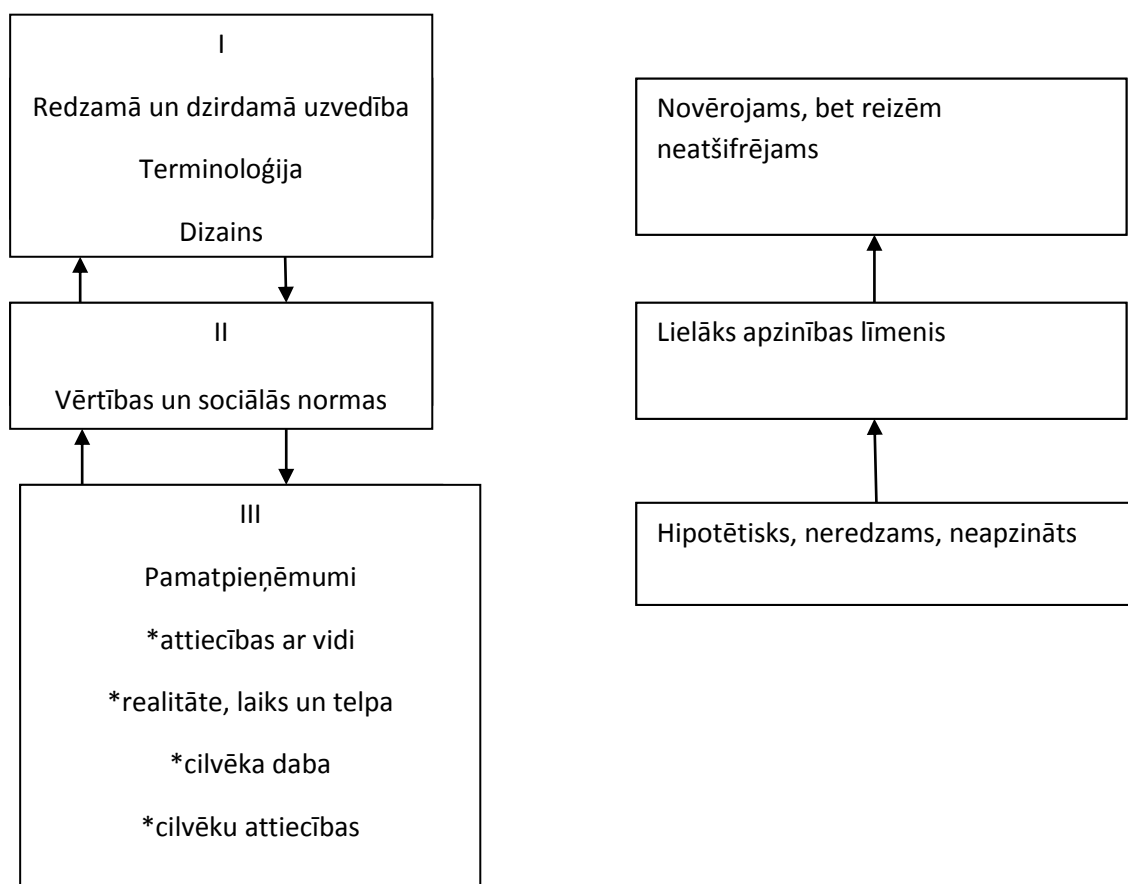 I
Redzamā un dzirdamā uzvedība
Terminoloģija
Dizains
II
Vērtības un sociālās normas
III
Pamatpieņēmumi
*attiecības ar vidi
*realitāte, laiks un telpa
*cilvēka daba
*cilvēku attiecības
Novērojams, bet reizēm
neatšifrējams
Lielāks apzinības līmenis
Hipotētisks, neredzams, neapzināts